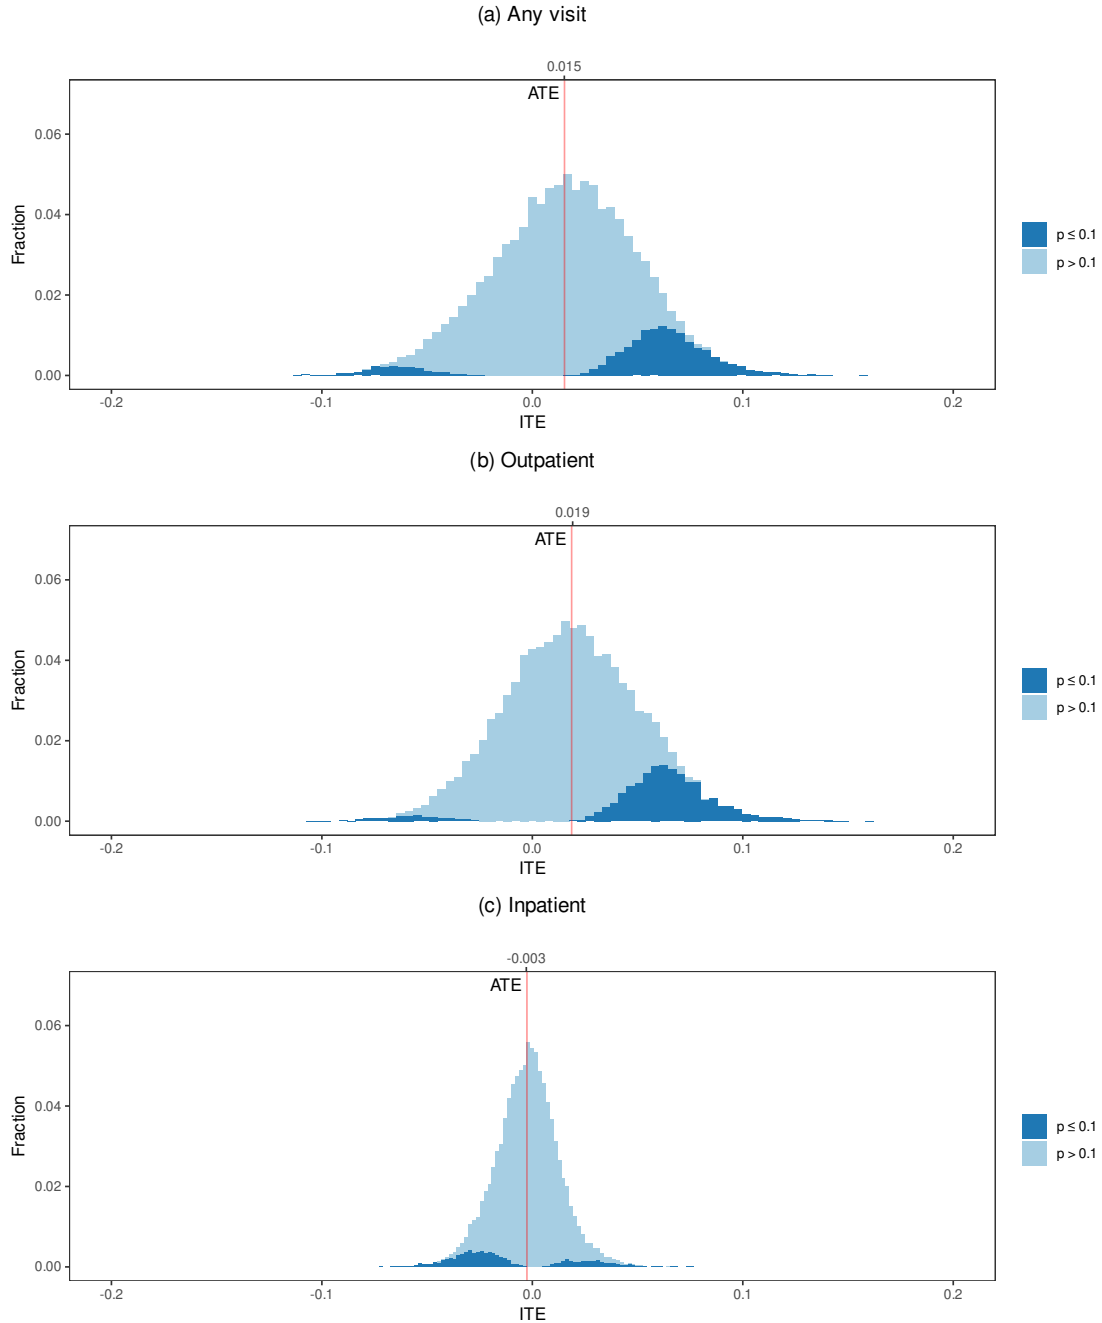 (a) Any visit
0.015
ATE
0.06
0.04
0.02
0.00
Fraction
-0.2
-0.1
0.0
0.1
0.2
ITE
p ≤ 0.1
p > 0.1
(b) Outpatient
0.019
ATE
0.06
0.04
0.02
0.00
Fraction
-0.2
-0.1
0.0
0.1
0.2
ITE
p ≤ 0.1
p > 0.1
(c) Inpatient
-0.003
ATE
0.06
0.04
0.02
0.00
Fraction
-0.2
-0.1
0.0
0.1
0.2
ITE
p ≤ 0.1
p > 0.1